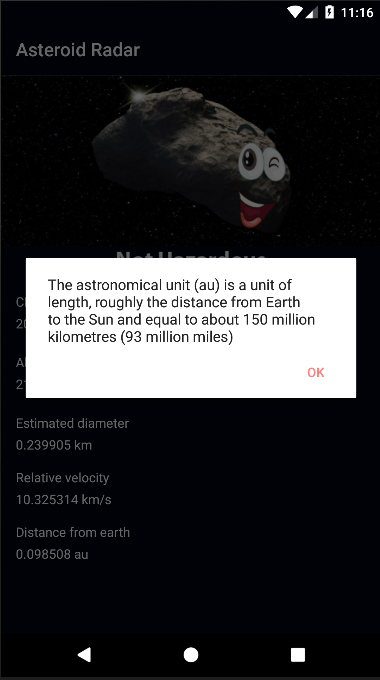 11:16
Asteroid Radar
Not Hazardous
The astronomical unit (au) is a unit of
length, roughly the distance from Earth
to the Sun and equal to about 150 million
kilometres (93 million miles)
OK
Estimated diameter
0.239905 km
Relative velocity
10.325314 km/s
Distance from earth
0.098508 au